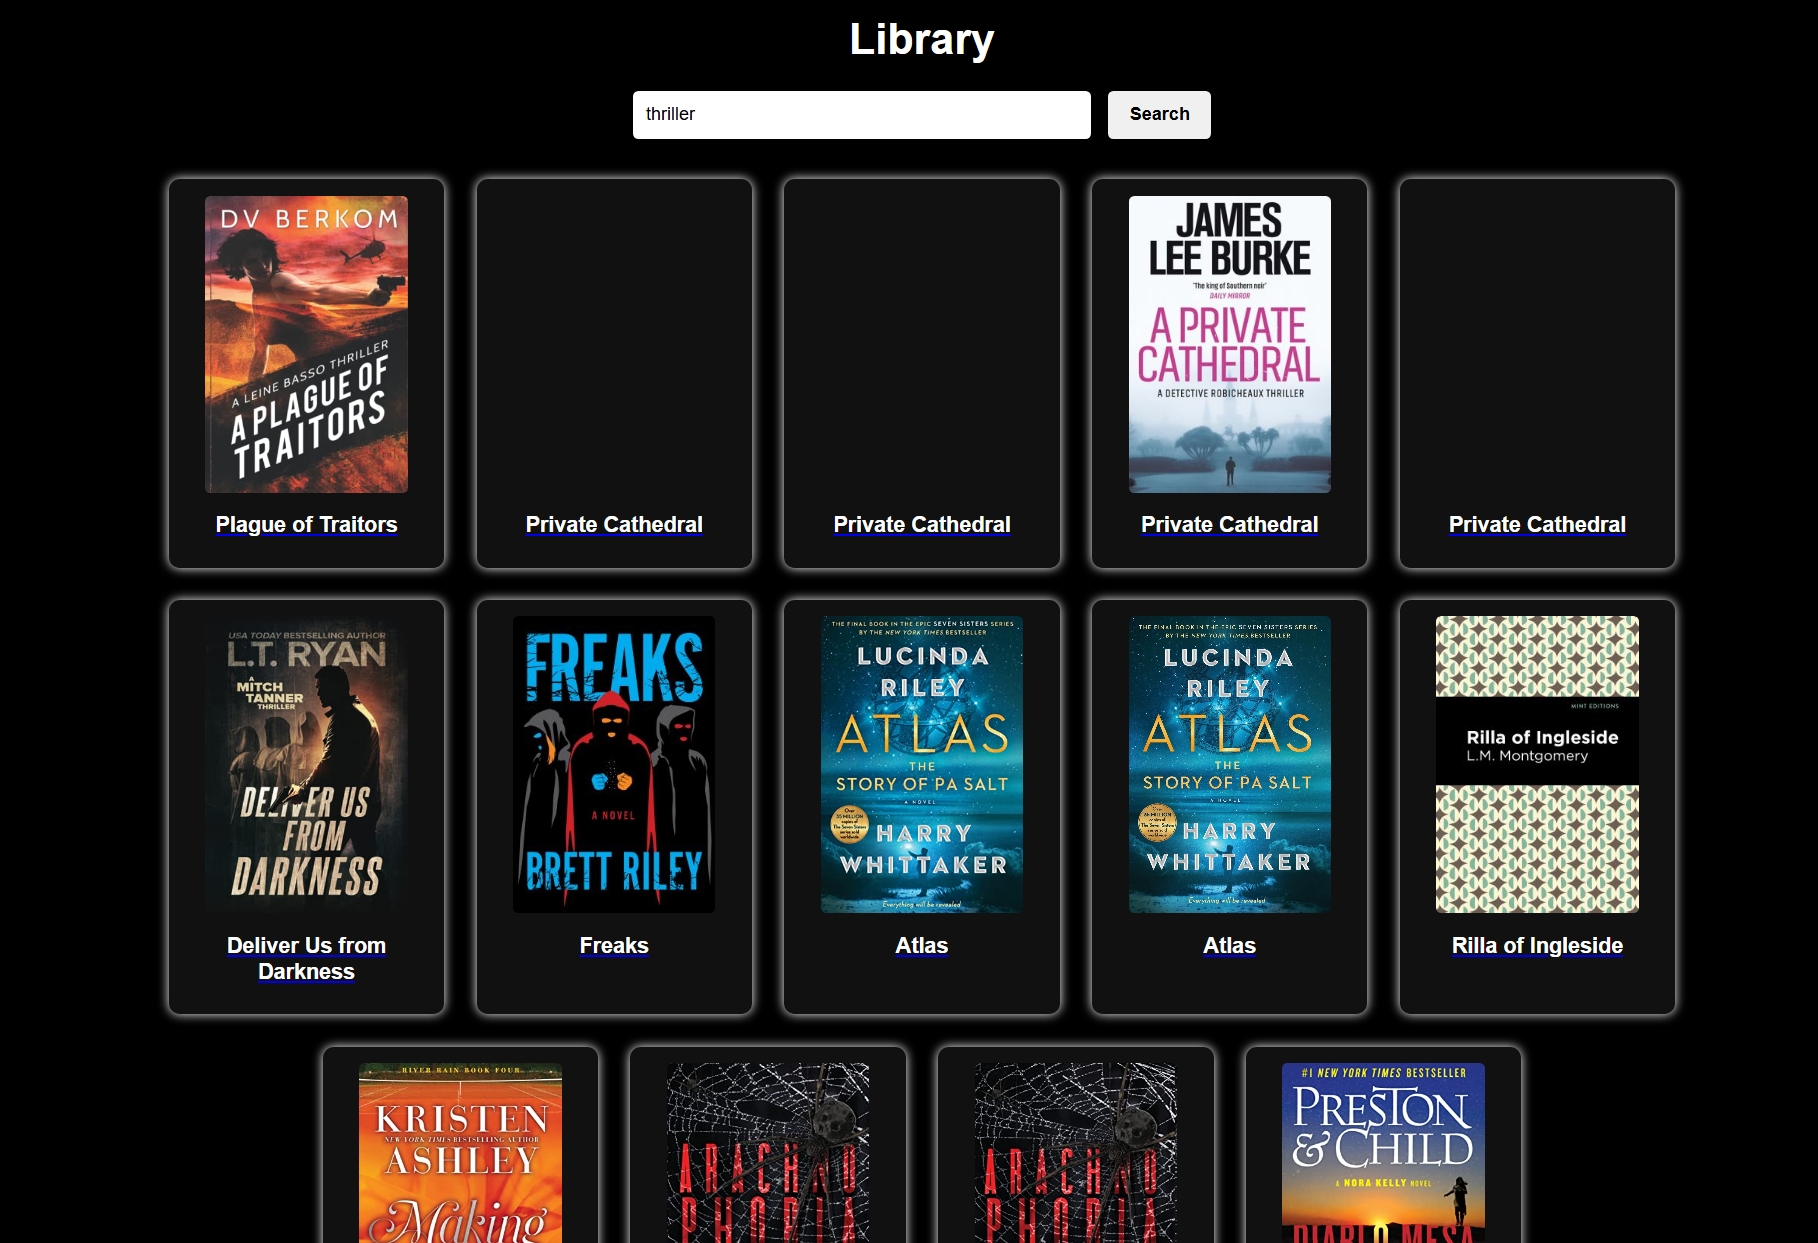 Library
thriller
Search
DV BERKOM
A LEINE BASSO THRILLER
A PLAGUE OF
TRAITORS
Plague of Traitors
Private Cathedral
Private Cathedral
JAMES
LEE BURKE
'The king of Southern noir'
DAILY MIRROR
A PRIVATE
CATHEDRAL
A DETECTIVE ROBICHEAUX THRILLER
Private Cathedral
Private Cathedral
USA TODAY BESTSELLING AUTHOR
L.T. RYAN
A
MITCH
TANNER
THRILLER
DELIVER US
FROM
DARKNESS
Deliver Us from
Darkness
FREAKS
A NOVEL
BRETT RILEY
Freaks
THE FINAL BOOK IN THE EPIC SEVEN SISTERS SERIES
BY THE NEW YORK TIMES BESTSELLER
LUCINDA
RILEY
ATLAS
THE
STORY OF PA SALT
A NOVEL
HARRY
WHITTAKER
Everything will be revealed
Atlas
THE FINAL BOOK IN THE EPIC SEVEN SISTERS SERIES
BY THE NEW YORK TIMES BESTSELLER
LUCINDA
RILEY
ATLAS
THE
STORY OF PA SALT
A NOVEL
HARRY
WHITTAKER
Everything will be revealed
Atlas
MINT EDITIONS
Rilla of Ingleside
L.M. Montgomery
Rilla of Ingleside
RIVER RAIN BOOK FOUR
KRISTEN
NEW YORK TIMES BESTSELLING AUTHOR
ASHLEY
Making
ARACHNO
PHOBIA
ARACHNO
PHOBIA
#1 NEW YORK TIMES BESTSELLER
PRESTON
& CHILD
A NORA KELLY NOVEL
DIABLO MESA